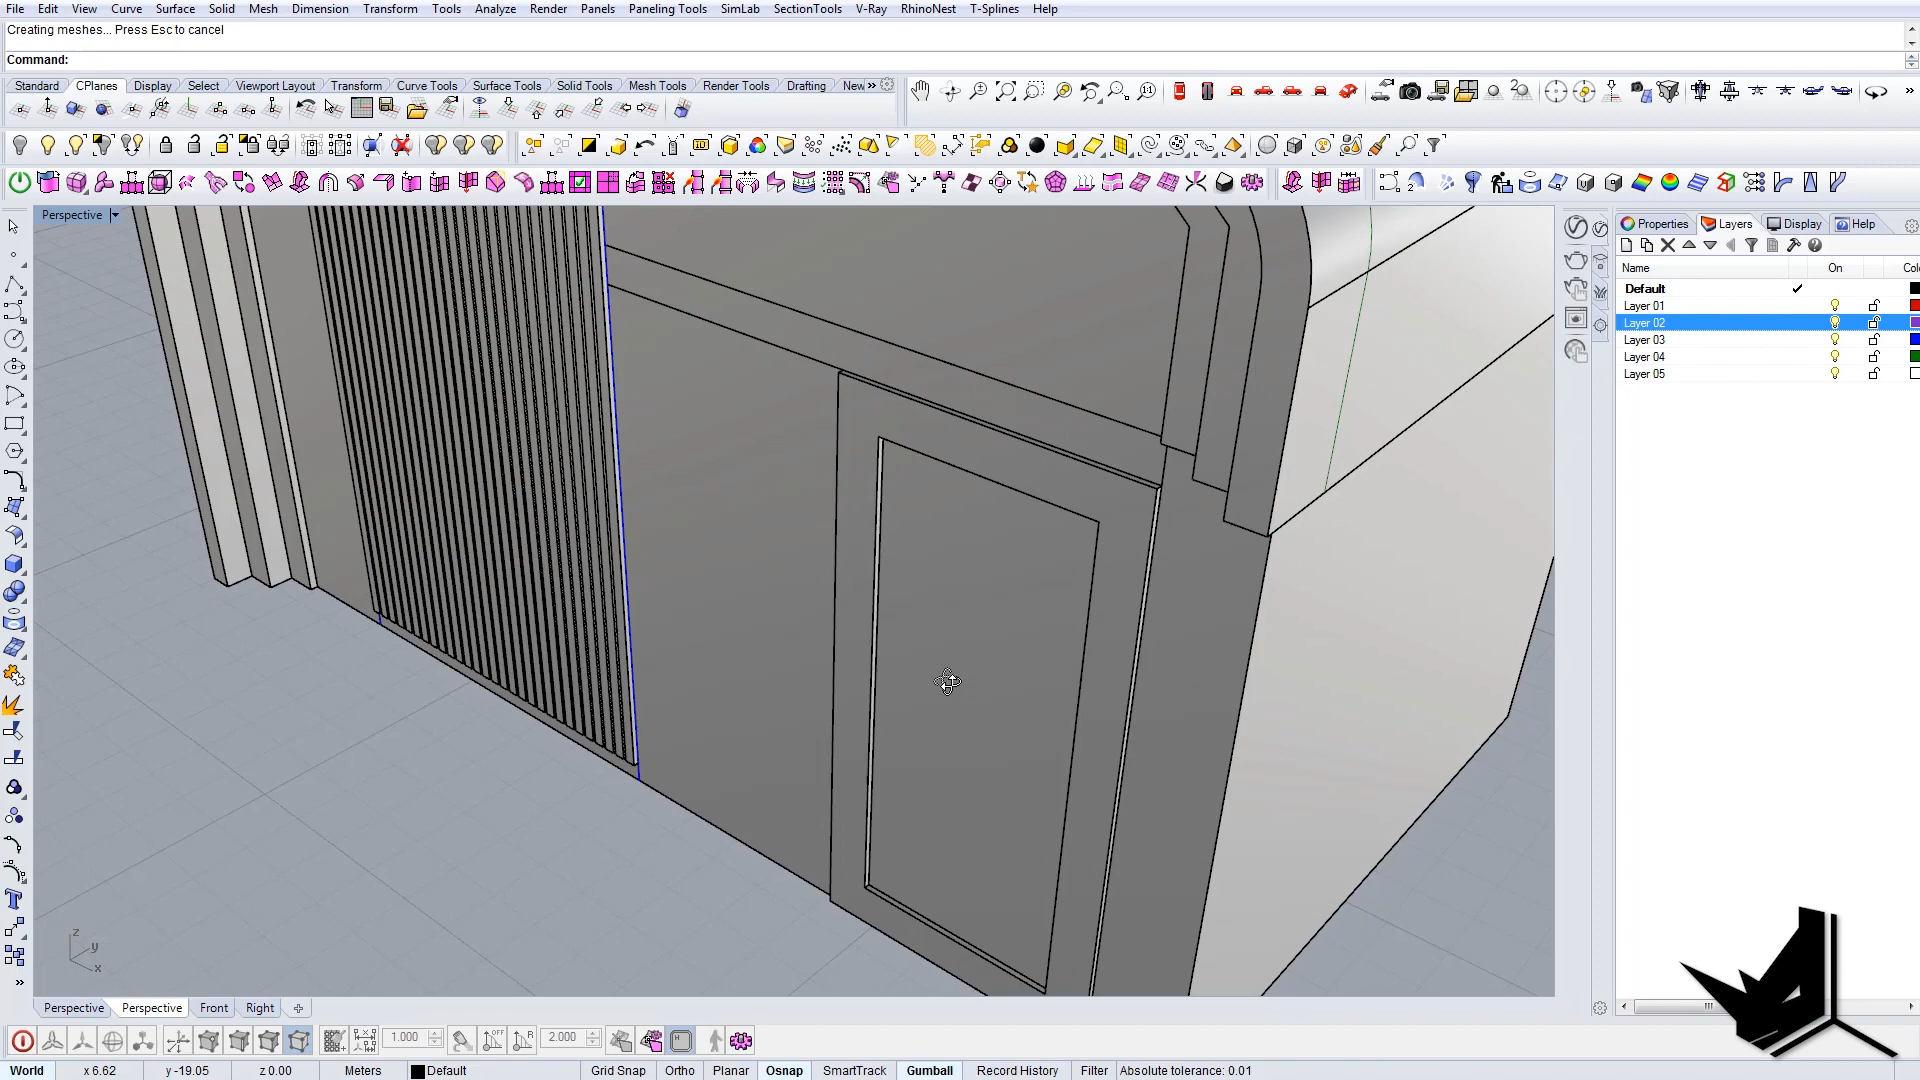 File Edit View Curve Surface Solid Mesh Dimension Transform Tools Analyze Render Panels Paneling Tools SimLab SectionTools V-Ray RhinoNest T-Splines Help
Creating meshes... Press Esc to cancel
Command:
Standard CPlanes Display Select Viewport Layout Transform Curve Tools Surface Tools Solid Tools Mesh Tools Render Tools Drafting New
Perspective
Properties Layers Display Help
Name On Colo
Default
Layer 01
Layer 02
Layer 03
Layer 04
Layer 05
z
y
x
Perspective Perspective Front Right
1.000 2.000
World x 6.62 y -19.05 z 0.00 Meters Default Grid Snap Ortho Planar Osnap SmartTrack Gumball Record History Filter Absolute tolerance: 0.01